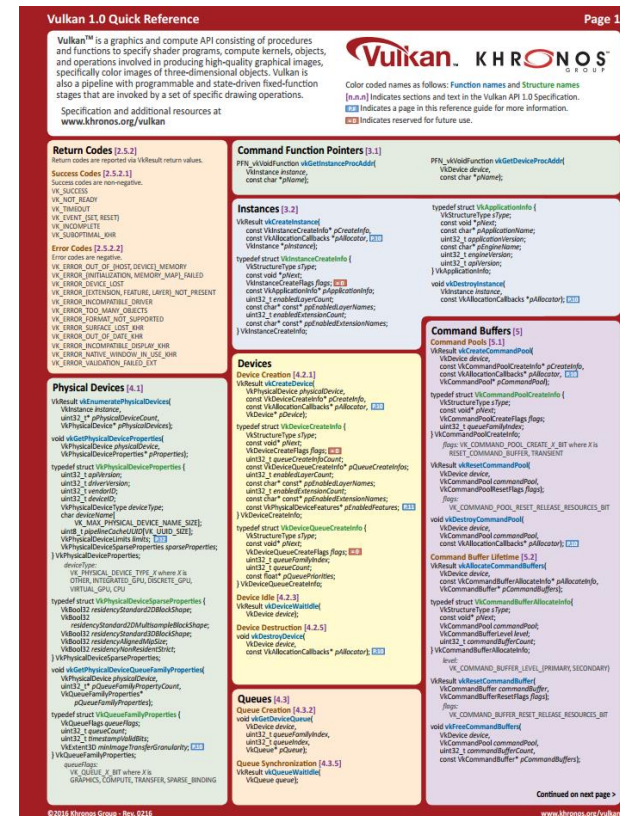 Vulkan 1.0 Quick Reference
Page 1
Vulkan™ is a graphics and compute API consisting of procedures
and functions to specify shader programs, compute kernels, objects,
and operations involved in producing high-quality graphical images,
specifically color images of three-dimensional objects. Vulkan is
also a pipeline with programmable and state-driven fixed-function
stages that are invoked by a set of specific drawing operations.
Specification and additional resources at
www.khronos.org/vulkan
Vulkan™
KHRONOS
GROUP
Color coded names as follows: Function names and Structure names
[n.n.n] Indicates sections and text in the Vulkan API 1.0 Specification.
Indicates a page in this reference guide for more information.
Indicates reserved for future use.
Return Codes [2.5.2]
Return codes are reported via VkResult return values.
Success Codes [2.5.2.1]
Success codes are non-negative.
VK_SUCCESS
VK_NOT_READY
VK_TIMEOUT
VK_EVENT_{SET, RESET}
VK_INCOMPLETE
VK_SUBOPTIMAL_KHR
Error Codes [2.5.2.2]
Error codes are negative.
VK_ERROR_OUT_OF_{HOST, DEVICE}_MEMORY
VK_ERROR_{INITIALIZATION, MEMORY_MAP}_FAILED
VK_ERROR_DEVICE_LOST
VK_ERROR_{EXTENSION, FEATURE, LAYER}_NOT_PRESENT
VK_ERROR_INCOMPATIBLE_DRIVER
VK_ERROR_TOO_MANY_OBJECTS
VK_ERROR_FORMAT_NOT_SUPPORTED
VK_ERROR_SURFACE_LOST_KHR
VK_ERROR_OUT_OF_DATE_KHR
VK_ERROR_INCOMPATIBLE_DISPLAY_KHR
VK_ERROR_NATIVE_WINDOW_IN_USE_KHR
VK_ERROR_VALIDATION_FAILED_EXT
Physical Devices [4.1]
VkResult vkEnumeratePhysicalDevices(
VkInstance instance,
uint32_t* pPhysicalDeviceCount,
VkPhysicalDevice* pPhysicalDevices);
void vkGetPhysicalDeviceProperties(
VkPhysicalDevice physicalDevice,
VkPhysicalDeviceProperties* pProperties);
typedef struct VkPhysicalDeviceProperties {
uint32_t apiVersion;
uint32_t driverVersion;
uint32_t vendorID;
uint32_t deviceID;
VkPhysicalDeviceType deviceType;
char deviceName[
VK_MAX_PHYSICAL_DEVICE_NAME_SIZE];
uint8_t pipelineCacheUUID[VK_UUID_SIZE];
VkPhysicalDeviceLimits limits;
VkPhysicalDeviceSparseProperties sparseProperties;
} VkPhysicalDeviceProperties;
deviceType:
VK_PHYSICAL_DEVICE_TYPE_X where X is
OTHER, INTEGRATED_GPU, DISCRETE_GPU,
VIRTUAL_GPU, CPU
typedef struct VkPhysicalDeviceSparseProperties {
VkBool32 residencyStandard2DBlockShape;
VkBool32
residencyStandard2DMultisampleBlockShape;
VkBool32 residencyStandard3DBlockShape;
VkBool32 residencyAlignedMipSize;
VkBool32 residencyNonResidentStrict;
} VkPhysicalDeviceSparseProperties;
void vkGetPhysicalDeviceQueueFamilyProperties(
VkPhysicalDevice physicalDevice,
uint32_t* pQueueFamilyPropertyCount,
VkQueueFamilyProperties*
pQueueFamilyProperties);
typedef struct VkQueueFamilyProperties {
VkQueueFlags queueFlags;
uint32_t queueCount;
uint32_t timestampValidBits;
VkExtent3D minImageTransferGranularity;
} VkQueueFamilyProperties;
queueFlags:
VK_QUEUE_X_BIT where X is
GRAPHICS, COMPUTE, TRANSFER, SPARSE_BINDING
Command Function Pointers [3.1]
PFN_vkVoidFunction vkGetInstanceProcAddr(
VkInstance instance,
const char *pName);
PFN_vkVoidFunction vkGetDeviceProcAddr(
VkDevice device,
const char *pName);
Instances [3.2]
VkResult vkCreateInstance(
const VkInstanceCreateInfo* pCreateInfo,
const VkAllocationCallbacks* pAllocator, P.10
VkInstance *pInstance);
typedef struct VkInstanceCreateInfo {
VkStructureType sType;
const void* pNext;
VkInstanceCreateFlags flags; = 0
const VkApplicationInfo* pApplicationInfo;
uint32_t enabledLayerCount;
const char* const* ppEnabledLayerNames;
uint32_t enabledExtensionCount;
const char* const* ppEnabledExtensionNames;
} VkInstanceCreateInfo;
typedef struct VkApplicationInfo {
VkStructureType sType;
const void *pNext;
const char* pApplicationName;
uint32_t applicationVersion;
const char* pEngineName;
uint32_t engineVersion;
uint32_t apiVersion;
} VkApplicationInfo;
void vkDestroyInstance(
VkInstance instance,
const VkAllocationCallbacks* pAllocator); P.10
Devices
Device Creation [4.2.1]
VkResult vkCreateDevice(
VkPhysicalDevice physicalDevice,
const VkDeviceCreateInfo* pCreateInfo,
const VkAllocationCallbacks* pAllocator, P.10
VkDevice* pDevice);
typedef struct VkDeviceCreateInfo {
VkStructureType sType;
const void* pNext;
VkDeviceCreateFlags flags; = 0
uint32_t queueCreateInfoCount;
const VkDeviceQueueCreateInfo* pQueueCreateInfos;
uint32_t enabledLayerCount;
const char* const* ppEnabledLayerNames;
uint32_t enabledExtensionCount;
const char* const* ppEnabledExtensionNames;
const VkPhysicalDeviceFeatures* pEnabledFeatures;
} VkDeviceCreateInfo;
typedef struct VkDeviceQueueCreateInfo {
VkStructureType sType;
const void* pNext;
VkDeviceQueueCreateFlags flags; = 0
uint32_t queueFamilyIndex;
uint32_t queueCount;
const float* pQueuePriorities;
} VkDeviceQueueCreateInfo;
Device Idle [4.2.3]
VkResult vkDeviceWaitIdle(
VkDevice device);
Device Destruction [4.2.5]
void vkDestroyDevice(
VkDevice device,
const VkAllocationCallbacks* pAllocator); P.10
Queues [4.3]
Queue Creation [4.3.2]
void vkGetDeviceQueue(
VkDevice device,
uint32_t queueFamilyIndex,
uint32_t queueIndex,
VkQueue* pQueue);
Queue Synchronization [4.3.5]
VkResult vkQueueWaitIdle(
VkQueue queue);
Command Buffers [5]
Command Pools [5.1]
VkResult vkCreateCommandPool(
VkDevice device,
const VkCommandPoolCreateInfo* pCreateInfo,
const VkAllocationCallbacks* pAllocator, P.10
VkCommandPool* pCommandPool);
typedef struct VkCommandPoolCreateInfo {
VkStructureType sType;
const void* pNext;
VkCommandPoolCreateFlags flags;
uint32_t queueFamilyIndex;
} VkCommandPoolCreateInfo;
flags: VK_COMMAND_POOL_CREATE_X_BIT where X is
RESET_COMMAND_BUFFER, TRANSIENT
VkResult vkResetCommandPool(
VkDevice device,
VkCommandPool commandPool,
VkCommandPoolResetFlags flags);
flags:
VK_COMMAND_POOL_RESET_RELEASE_RESOURCES_BIT
void vkDestroyCommandPool(
VkDevice device,
VkCommandPool commandPool,
const VkAllocationCallbacks* pAllocator); P.10
Command Buffer Lifetime [5.2]
VkResult vkAllocateCommandBuffers(
VkDevice device,
const VkCommandBufferAllocateInfo* pAllocateInfo,
VkCommandBuffer* pCommandBuffers);
typedef struct VkCommandBufferAllocateInfo{
VkStructureType sType;
const void* pNext;
VkCommandPool commandPool;
VkCommandBufferLevel level;
uint32_t commandBufferCount;
} VkCommandBufferAllocateInfo;
level:
VK_COMMAND_BUFFER_LEVEL_{PRIMARY, SECONDARY}
VkResult vkResetCommandBuffer(
VkCommandBuffer commandBuffer,
VkCommandBufferResetFlags flags);
flags:
VK_COMMAND_BUFFER_RESET_RELEASE_RESOURCES_BIT
void vkFreeCommandBuffers(
VkDevice device,
VkCommandPool commandPool,
uint32_t commandBufferCount,
const VkCommandBuffer* pCommandBuffers);
Continued on next page >
©2016 Khronos Group - Rev. 0216
www.khronos.org/vulkan